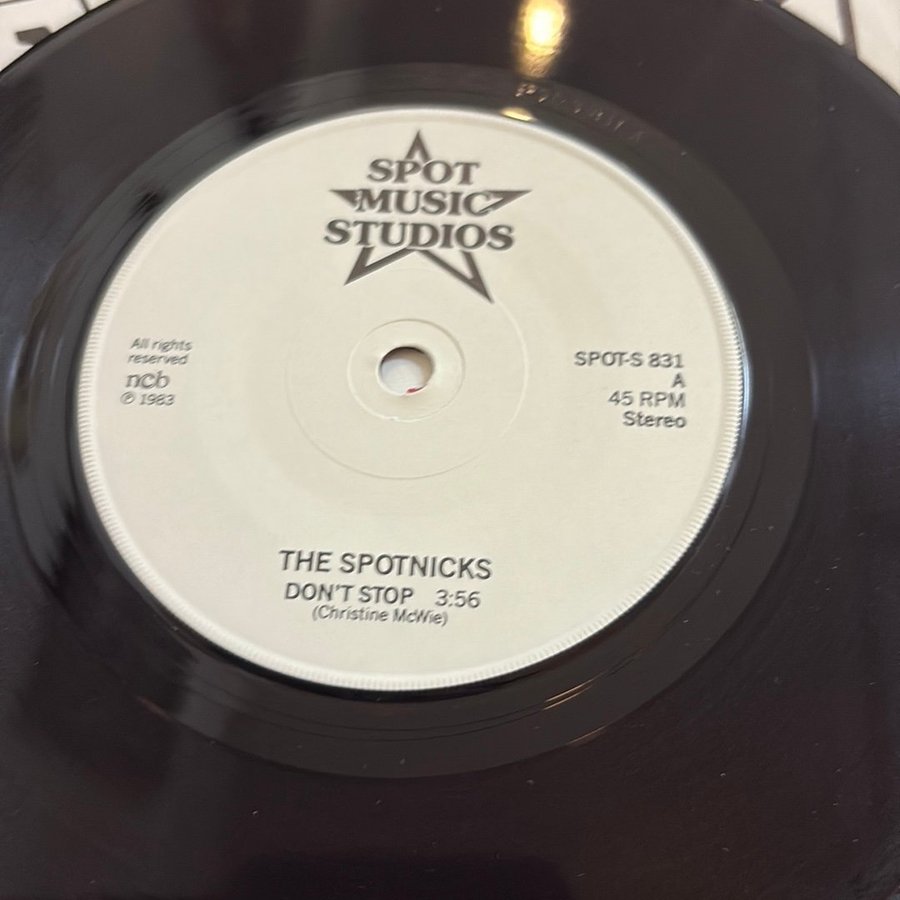 SPOT
MUSIC
STUDIOS
All rights
reserved
ncb
℗ 1983
SPOT-S 831
A
45 RPM
Stereo
THE SPOTNICKS
DON'T STOP 3:56
(Christine McWie)